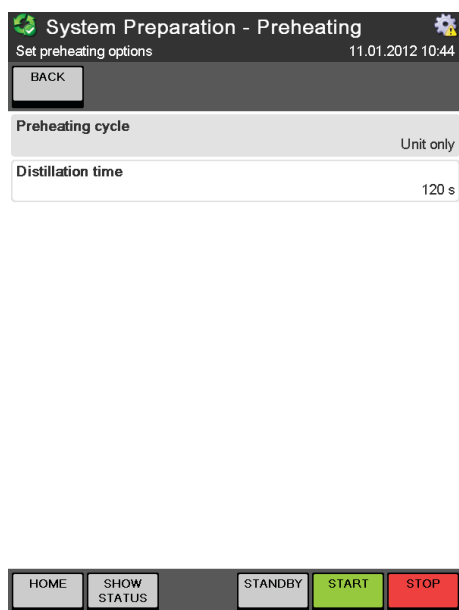 System Preparation - Preheating
Set preheating options 11.01.2012 10:44
BACK
Preheating cycle
Unit only
Distillation time
120 s
HOME SHOW STATUS STANDBY START STOP